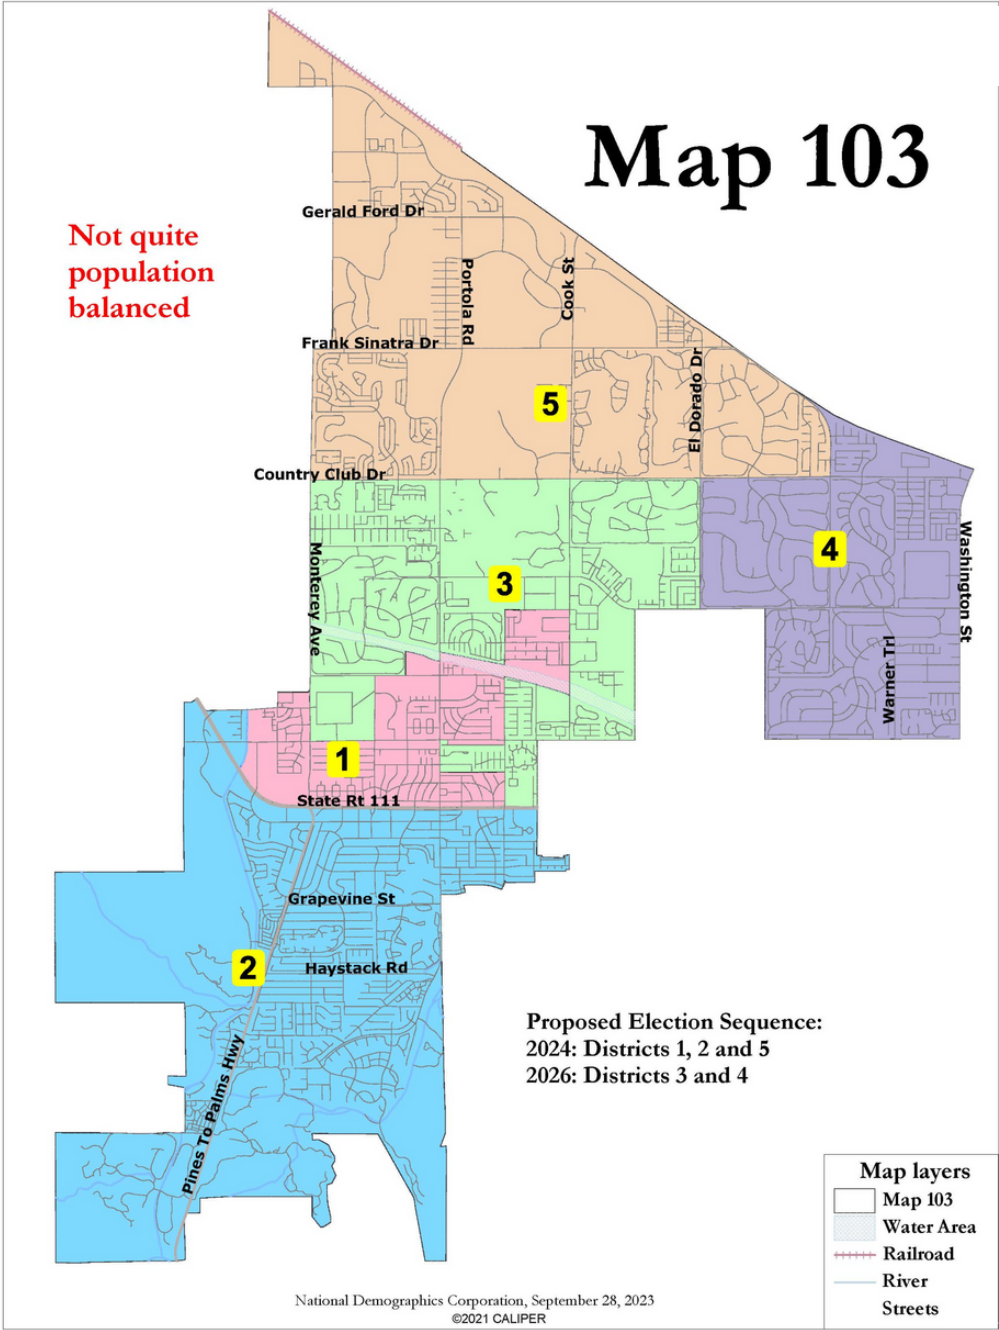 Map 103
Not quite
population
balanced
Gerald Ford Dr
Portola Rd
Cook St
Frank Sinatra Dr
El Dorado Dr
5
Country Club Dr
Monterey Ave
3
4
Washington St
Warner Trl
1
State Rt 111
Grapevine St
2
Haystack Rd
Pines To Palms Hwy
Proposed Election Sequence:
2024: Districts 1, 2 and 5
2026: Districts 3 and 4
Map layers
Map 103
Water Area
Railroad
River
Streets
National Demographics Corporation, September 28, 2023
©2021 CALIPER